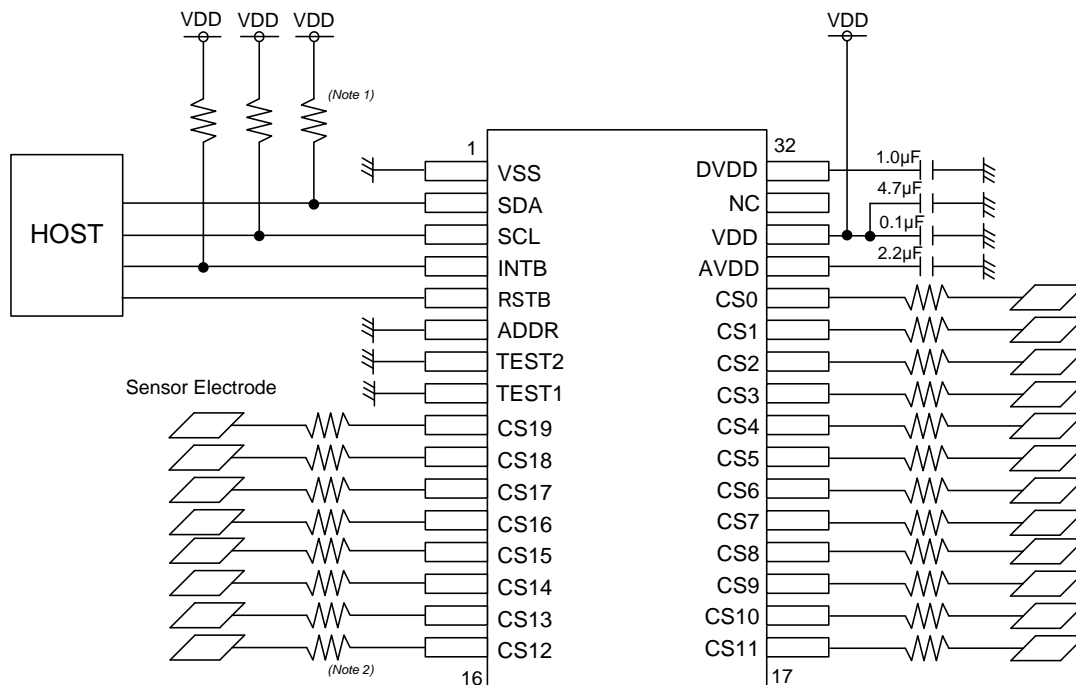 VDD VDD VDD VDD
(Note 1)
1 32
HOST
VSS
SDA
SCL
INTB
RSTB
ADDR
TEST2
TEST1
Sensor Electrode
CS19
CS18
CS17
CS16
CS15
CS14
CS13
CS12
(Note 2)
16
DVDD 1.0µF
NC 4.7µF
VDD 0.1µF
AVDD 2.2µF
CS0
CS1
CS2
CS3
CS4
CS5
CS6
CS7
CS8
CS9
CS10
CS11
17